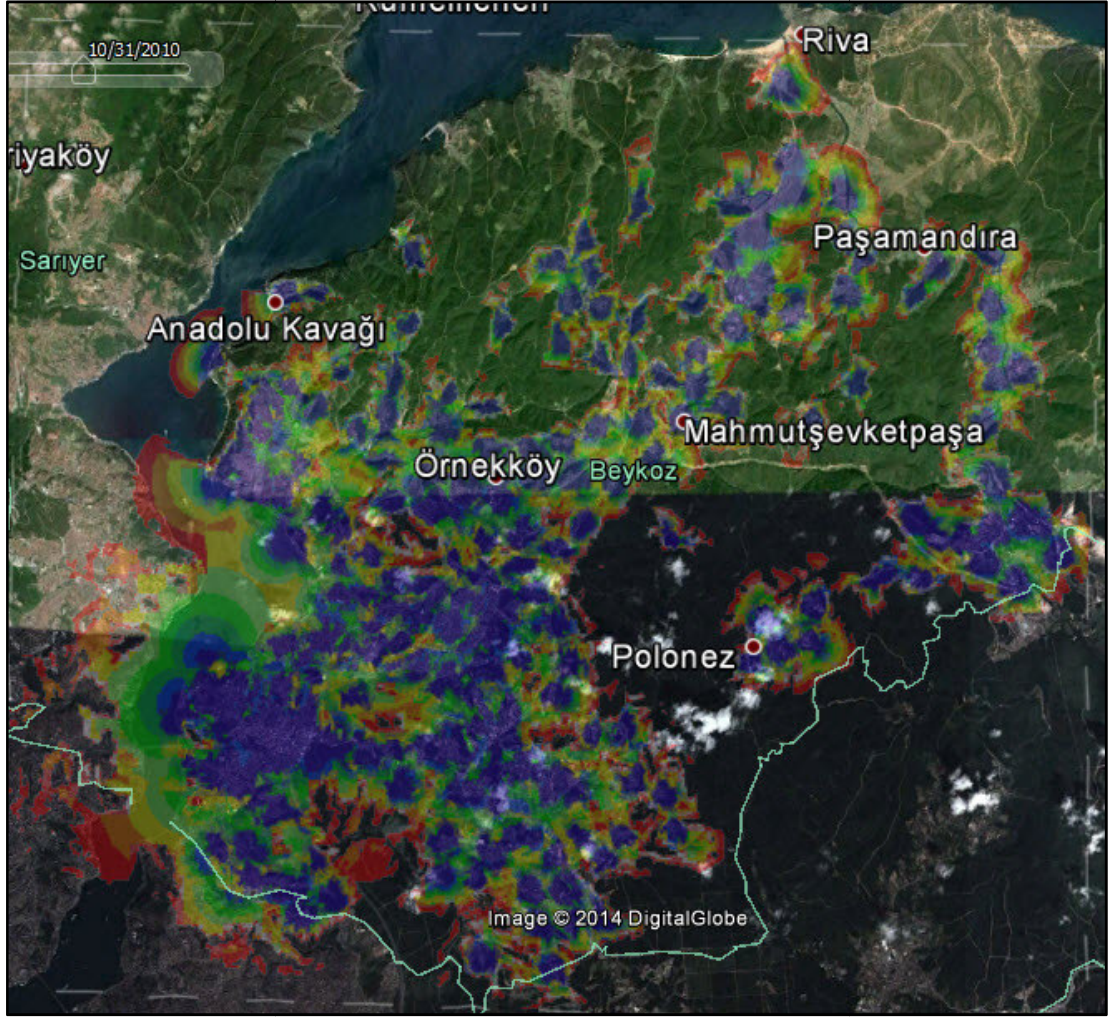 10/31/2010
Riva
riyaköy
Sarıyer
Paşamandıra
Anadolu Kavağı
Mahmutşevketpaşa
Örnekköy
Beykoz
Polonez
Image © 2014 DigitalGlobe